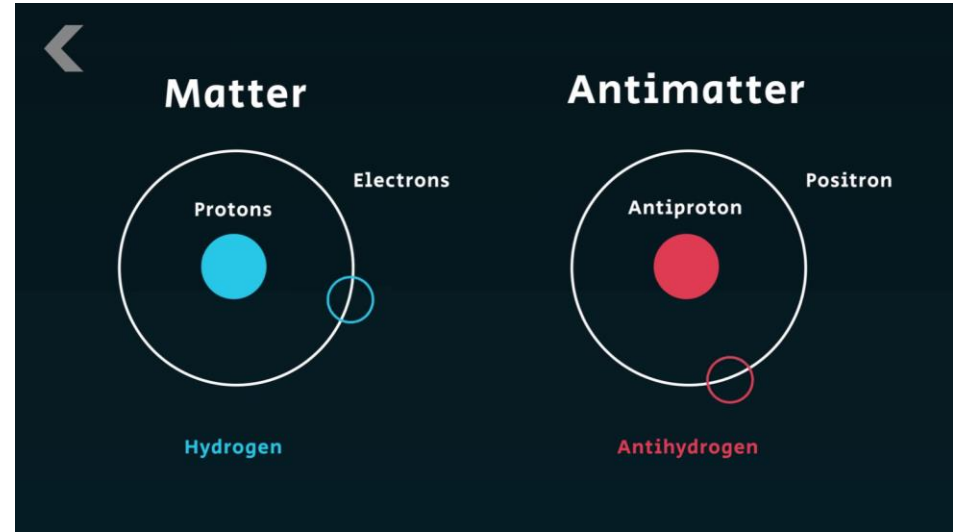 Matter
Electrons
Protons
Hydrogen
Antimatter
Positron
Antiproton
Antihydrogen